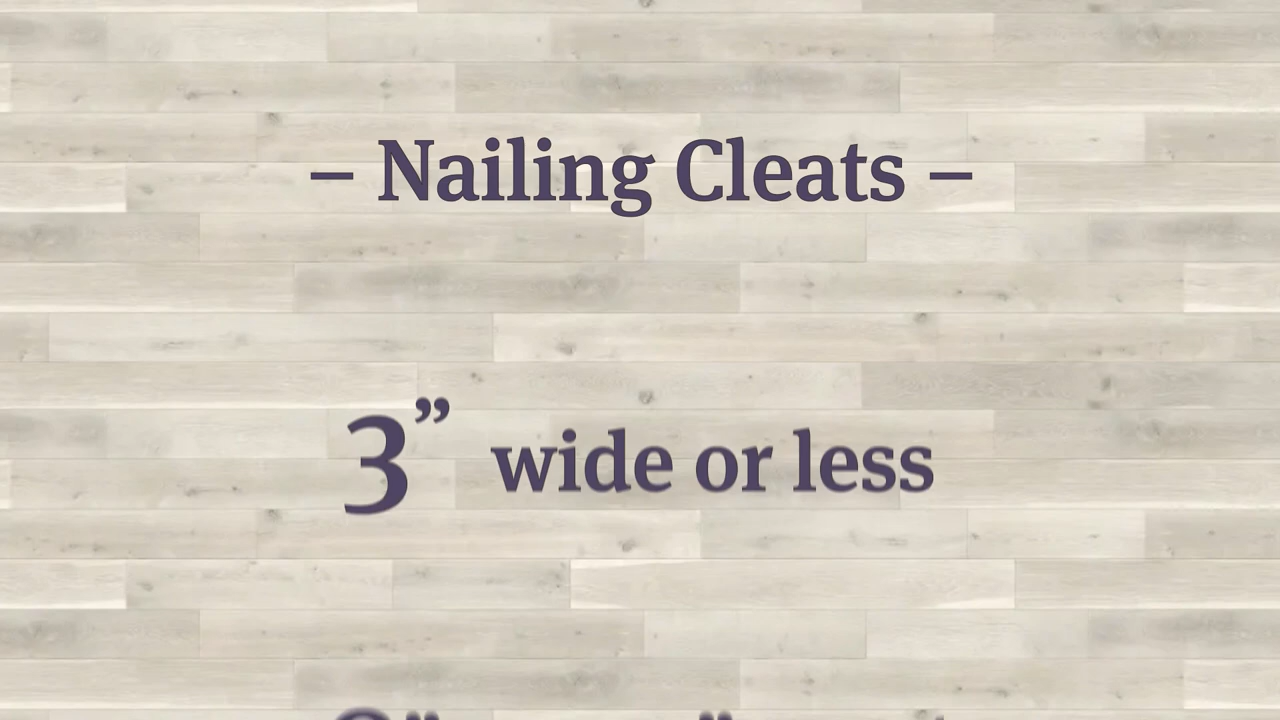 – Nailing Cleats –
3” wide or less